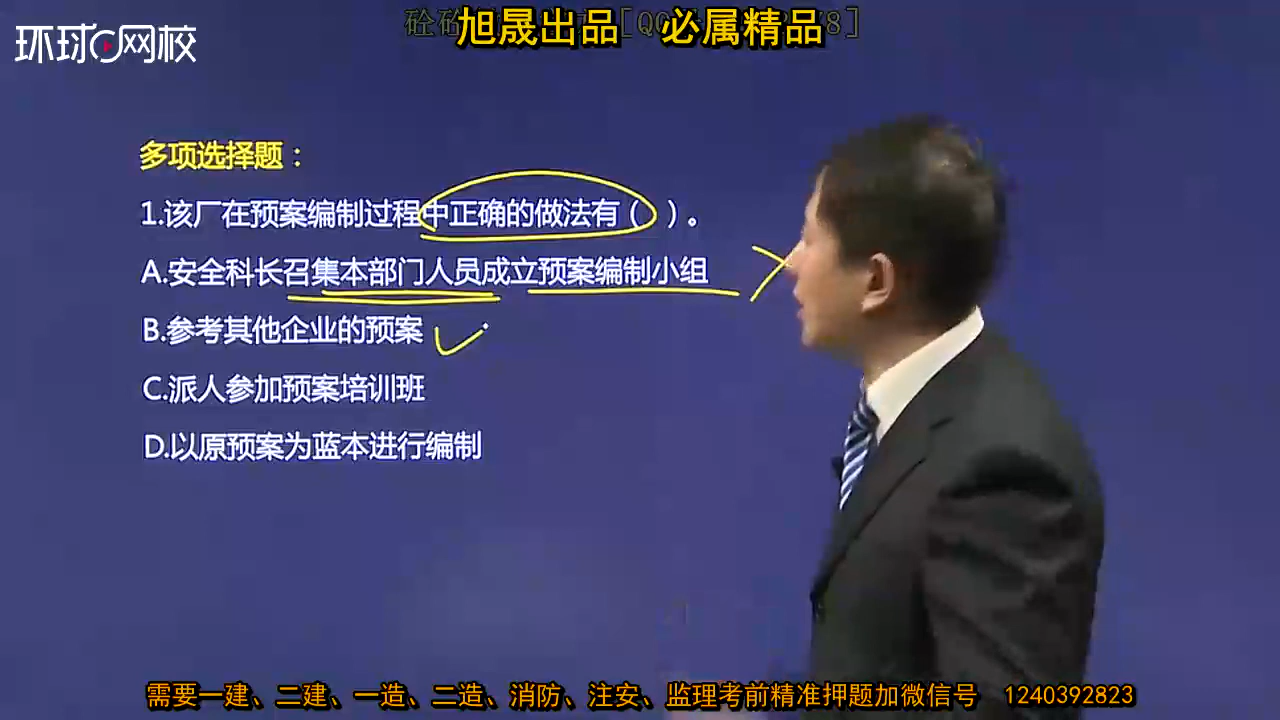 旭晟出品 必属精品
环球网校
多项选择题：
1.该厂在预案编制过程中正确的做法有（ ）。
A.安全科长召集本部门人员成立预案编制小组
B.参考其他企业的预案
C.派人参加预案培训班
D.以原预案为蓝本进行编制
需要一建、二建、一造、二造、消防、注安、监理考前精准押题加微信号 1240392823